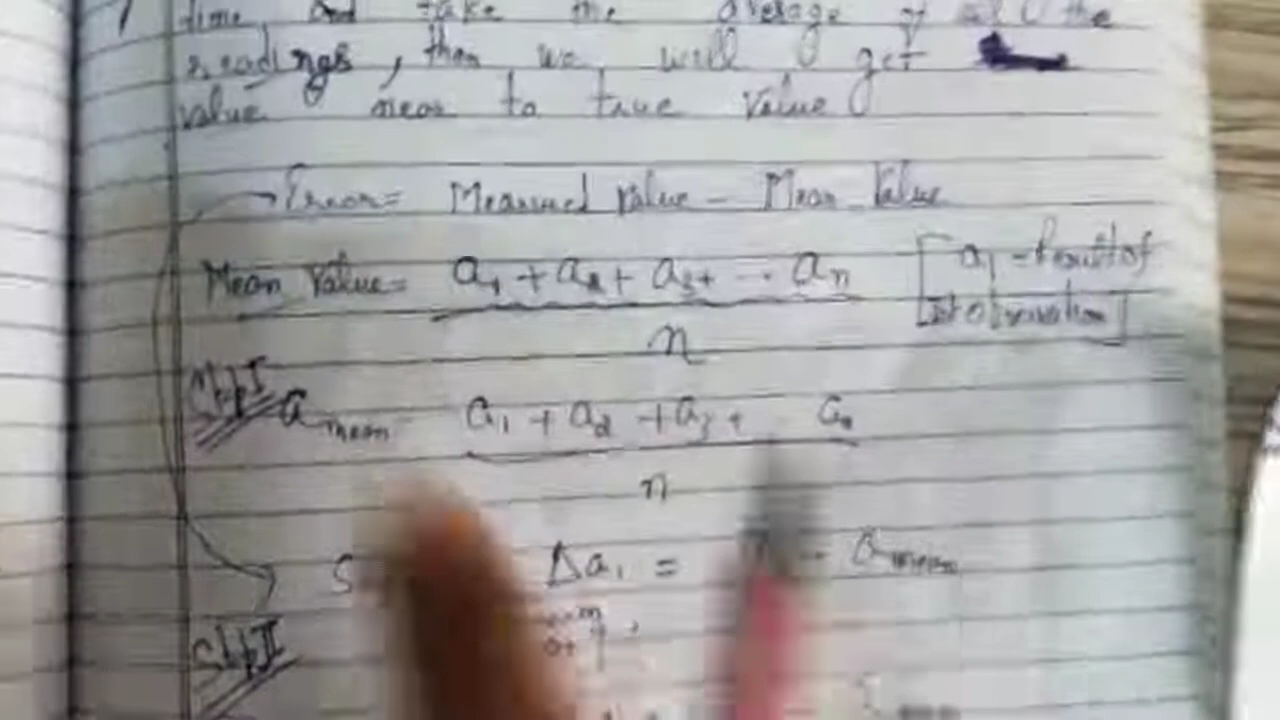 time and take the average of all the
readings, then we will get
value near to true value
Error = Measured value - Mean Value
Mean Value = a1 + a2 + a3 + .. an [a1 - Result of
n 1st Observation]
Step I a mean a1 + a2 + a3 + an
n
Δa1 = - a mean
Step II